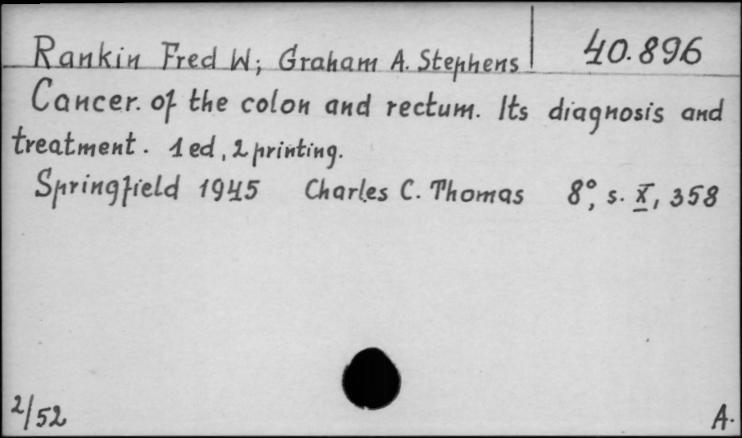 Rankin Fred W; Graham A. Stephens
40.896
Cancer. of the colon and rectum. Its diagnosis and
treatment. 1 ed, 2 printing.
Springfield 1945 Charles C. Thomas 8°, s. X, 358
2/52
A.